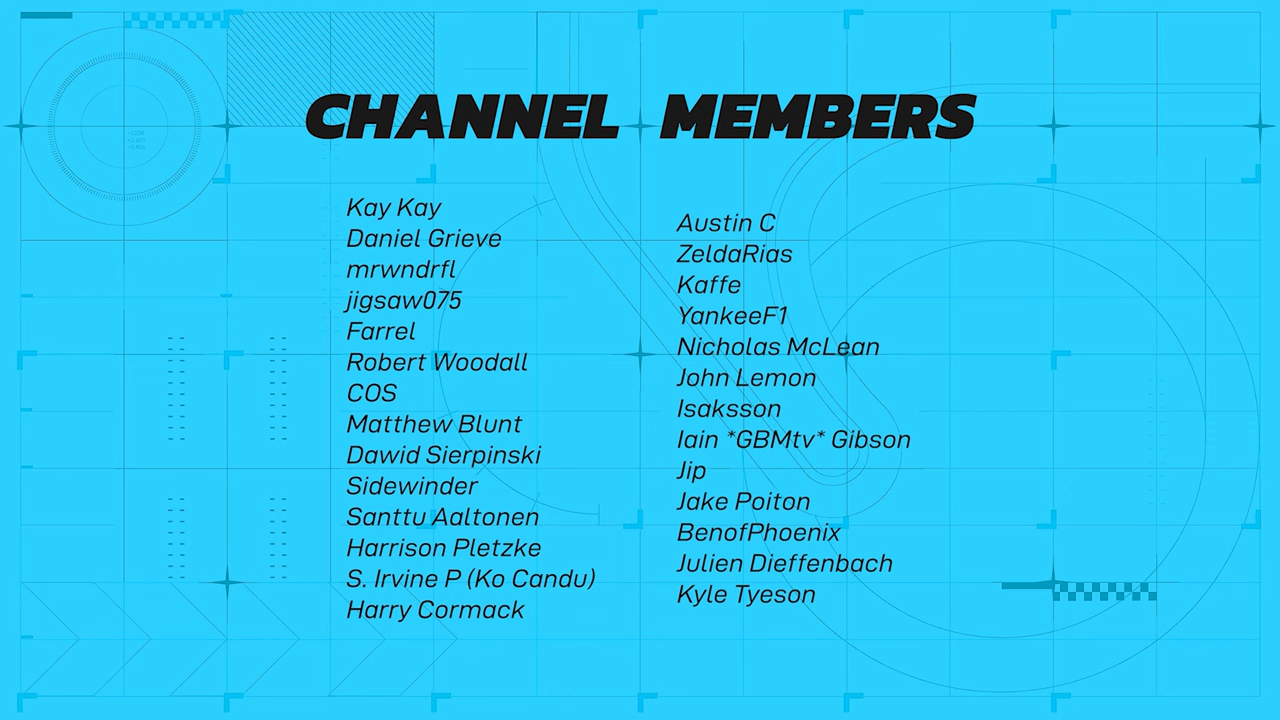 CHANNEL MEMBERS
Kay Kay
Daniel Grieve
mrwndrfl
jigsaw075
Farrel
Robert Woodall
COS
Matthew Blunt
Dawid Sierpinski
Sidewinder
Santtu Aaltonen
Harrison Pletzke
S. Irvine P (Ko Candu)
Harry Cormack
Austin C
ZeldaRias
Kaffe
YankeeF1
Nicholas McLean
John Lemon
Isaksson
Iain *GBMtv* Gibson
Jip
Jake Poiton
BenofPhoenix
Julien Dieffenbach
Kyle Tyeson